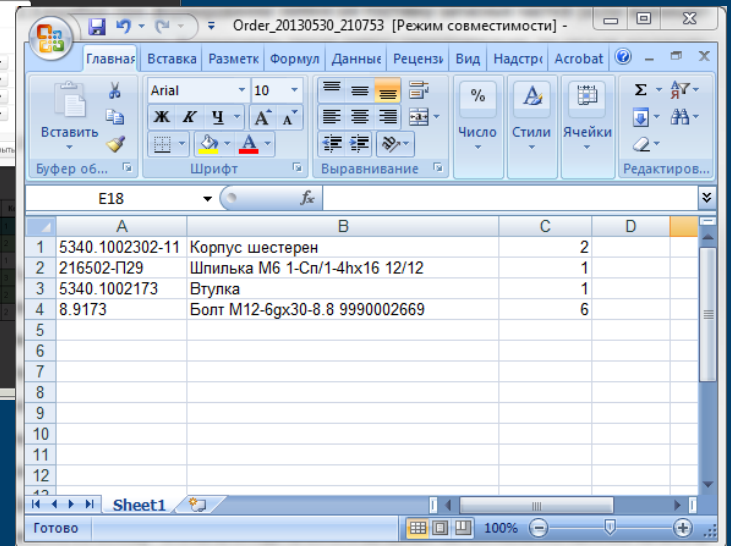 Order_20130530_210753 [Режим совместимости] -
Главная Вставка Разметк Формул Данные Рецензи Вид Надстро Acrobat
Arial 10
Вставить Ж К Ч А А
% Число Стили Ячейки
Буфер об... Шрифт Выравнивание Редактиров...
E18 fx
A B C D
1 5340.1002302-11 Корпус шестерен 2
2 216502-П29 Шпилька М6 1-Сп/1-4hх16 12/12 1
3 5340.1002173 Втулка 1
4 8.9173 Болт М12-6gх30-8.8 9990002669 6
5
6
7
8
9
10
11
12
Sheet1
Готово 100%